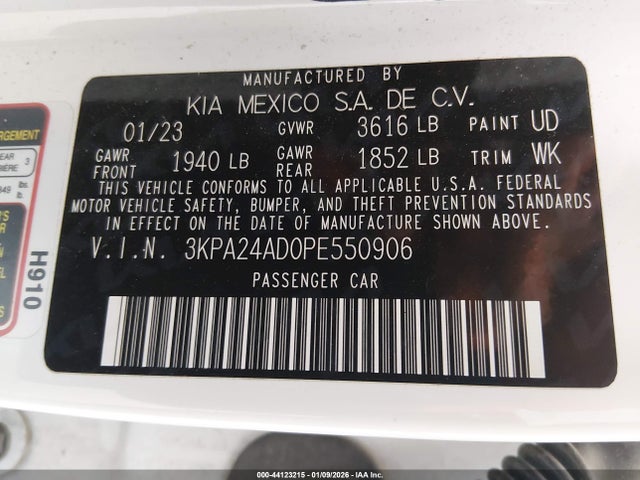 MANUFACTURED BY
KIA MEXICO S.A. DE C.V.
01/23 GVWR 3616 LB PAINT UD
GAWR FRONT 1940 LB GAWR REAR 1852 LB TRIM WK
THIS VEHICLE CONFORMS TO ALL APPLICABLE U.S.A. FEDERAL
MOTOR VEHICLE SAFETY, BUMPER, AND THEFT PREVENTION STANDARDS
IN EFFECT ON THE DATE OF MANUFACTURE SHOWN ABOVE.
V.I.N. 3KPA24AD0PE550906
PASSENGER CAR
H910
3
lbs.
000-44123215 - 01/09/2026 - IAA Inc.